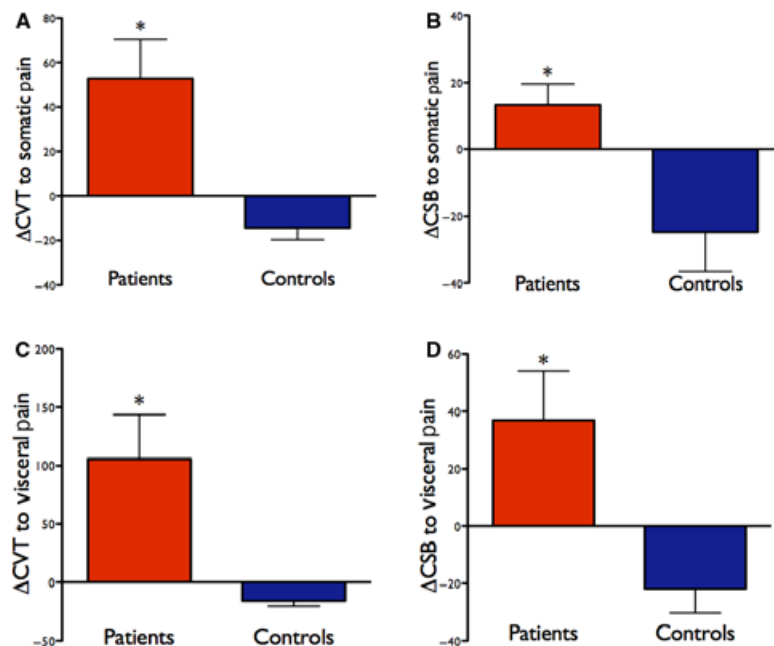 A
ΔCVT to somatic pain
80
60
40
20
0
−20
−40
*
Patients
Controls
B
ΔCSB to somatic pain
40
20
0
−20
−40
*
Patients
Controls
C
ΔCVT to visceral pain
200
150
100
50
0
−50
*
Patients
Controls
D
ΔCSB to visceral pain
60
40
20
0
−20
−40
*
Patients
Controls